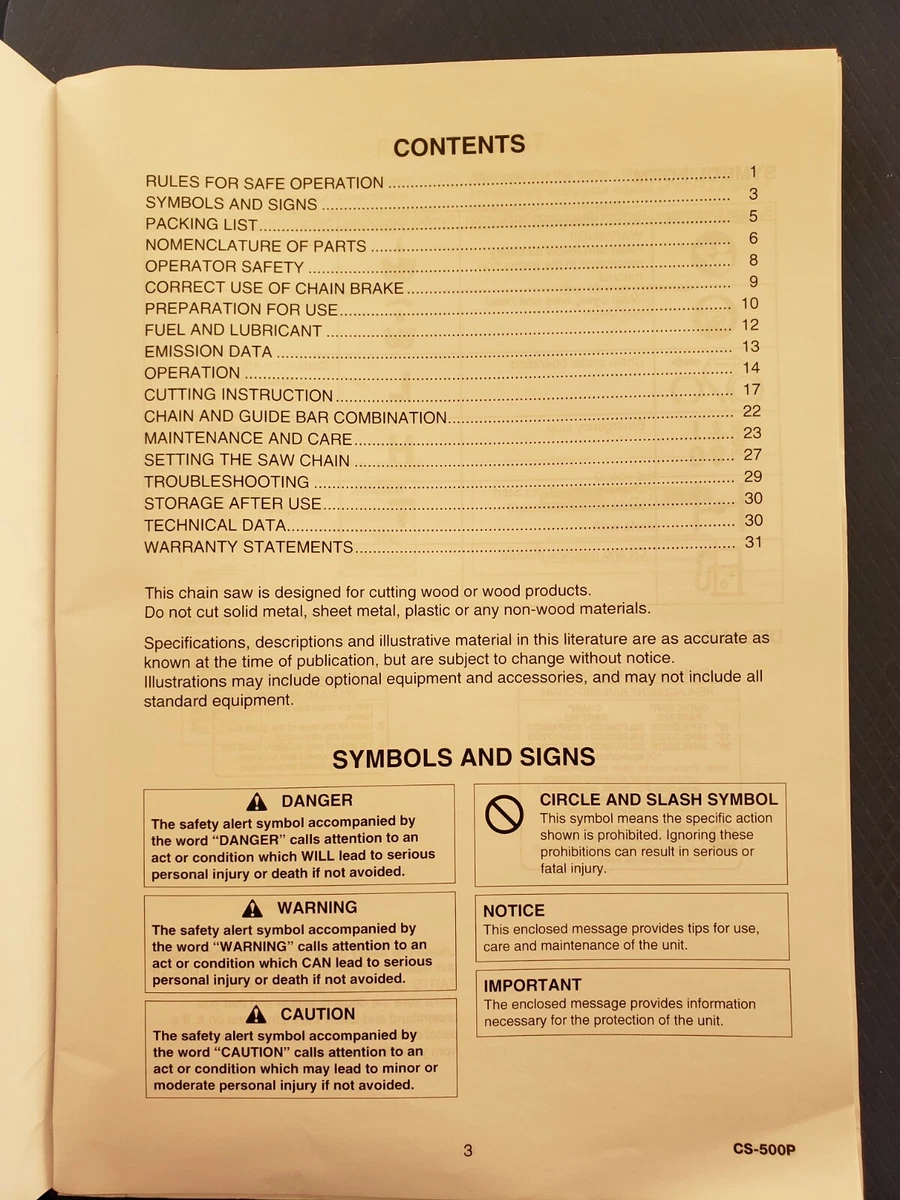 CONTENTS
RULES FOR SAFE OPERATION ........................................ 1
SYMBOLS AND SIGNS ........................................ 3
PACKING LIST........................................ 5
NOMENCLATURE OF PARTS ........................................ 6
OPERATOR SAFETY ........................................ 8
CORRECT USE OF CHAIN BRAKE........................................ 9
PREPARATION FOR USE........................................ 10
FUEL AND LUBRICANT ........................................ 12
EMISSION DATA ........................................ 13
OPERATION ........................................ 14
CUTTING INSTRUCTION........................................ 17
CHAIN AND GUIDE BAR COMBINATION........................................ 22
MAINTENANCE AND CARE........................................ 23
SETTING THE SAW CHAIN ........................................ 27
TROUBLESHOOTING ........................................ 29
STORAGE AFTER USE........................................ 30
TECHNICAL DATA........................................ 30
WARRANTY STATEMENTS........................................ 31
This chain saw is designed for cutting wood or wood products.
Do not cut solid metal, sheet metal, plastic or any non-wood materials.
Specifications, descriptions and illustrative material in this literature are as accurate as
known at the time of publication, but are subject to change without notice.
Illustrations may include optional equipment and accessories, and may not include all
standard equipment.
SYMBOLS AND SIGNS
DANGER
The safety alert symbol accompanied by
the word “DANGER” calls attention to an
act or condition which WILL lead to serious
personal injury or death if not avoided.
WARNING
The safety alert symbol accompanied by
the word “WARNING” calls attention to an
act or condition which CAN lead to serious
personal injury or death if not avoided.
CAUTION
The safety alert symbol accompanied by
the word “CAUTION” calls attention to an
act or condition which may lead to minor or
moderate personal injury if not avoided.
CIRCLE AND SLASH SYMBOL
This symbol means the specific action
shown is prohibited. Ignoring these
prohibitions can result in serious or
fatal injury.
NOTICE
This enclosed message provides tips for use,
care and maintenance of the unit.
IMPORTANT
The enclosed message provides information
necessary for the protection of the unit.
3
CS-500P